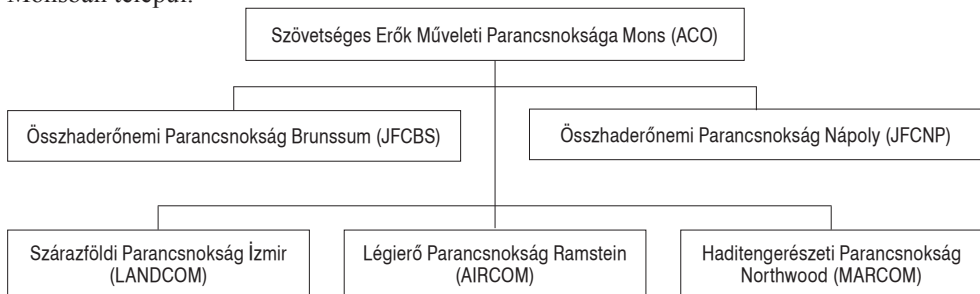 Monsban települ.
Szövetséges Erők Műveleti Parancsnoksága Mons (ACO)
Összhaderőnemi Parancsnokság Brunssum (JFCBS)
Összhaderőnemi Parancsnokság Nápoly (JFCNP)
Szárazföldi Parancsnokság İzmir
(LANDCOM)
Légierő Parancsnokság Ramstein
(AIRCOM)
Haditengerészeti Parancsnokság
Northwood (MARCOM)